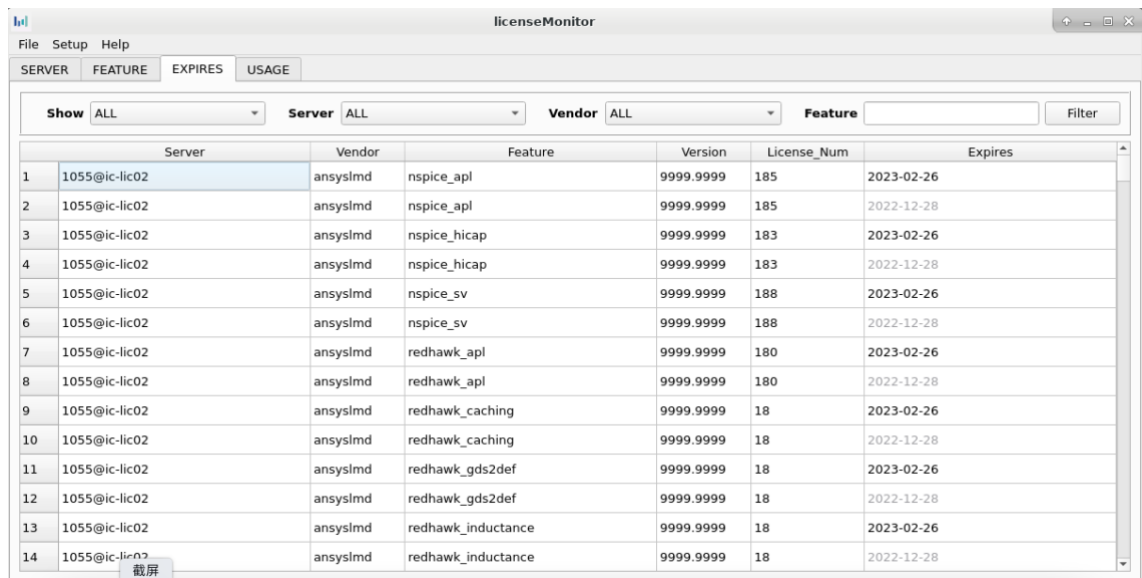 licenseMonitor
File Setup Help
SERVER FEATURE EXPIRES USAGE
Show ALL Server ALL Vendor ALL Feature Filter
Server Vendor Feature Version License_Num Expires
1 1055@ic-lic02 ansyslmd nspice_apl 9999.9999 185 2023-02-26
2 1055@ic-lic02 ansyslmd nspice_apl 9999.9999 185 2022-12-28
3 1055@ic-lic02 ansyslmd nspice_hicap 9999.9999 183 2023-02-26
4 1055@ic-lic02 ansyslmd nspice_hicap 9999.9999 183 2022-12-28
5 1055@ic-lic02 ansyslmd nspice_sv 9999.9999 188 2023-02-26
6 1055@ic-lic02 ansyslmd nspice_sv 9999.9999 188 2022-12-28
7 1055@ic-lic02 ansyslmd redhawk_apl 9999.9999 180 2023-02-26
8 1055@ic-lic02 ansyslmd redhawk_apl 9999.9999 180 2022-12-28
9 1055@ic-lic02 ansyslmd redhawk_caching 9999.9999 18 2023-02-26
10 1055@ic-lic02 ansyslmd redhawk_caching 9999.9999 18 2022-12-28
11 1055@ic-lic02 ansyslmd redhawk_gds2def 9999.9999 18 2023-02-26
12 1055@ic-lic02 ansyslmd redhawk_gds2def 9999.9999 18 2022-12-28
13 1055@ic-lic02 ansyslmd redhawk_inductance 9999.9999 18 2023-02-26
14 1055@ic-lic02 ansyslmd redhawk_inductance 9999.9999 18 2022-12-28
截屏